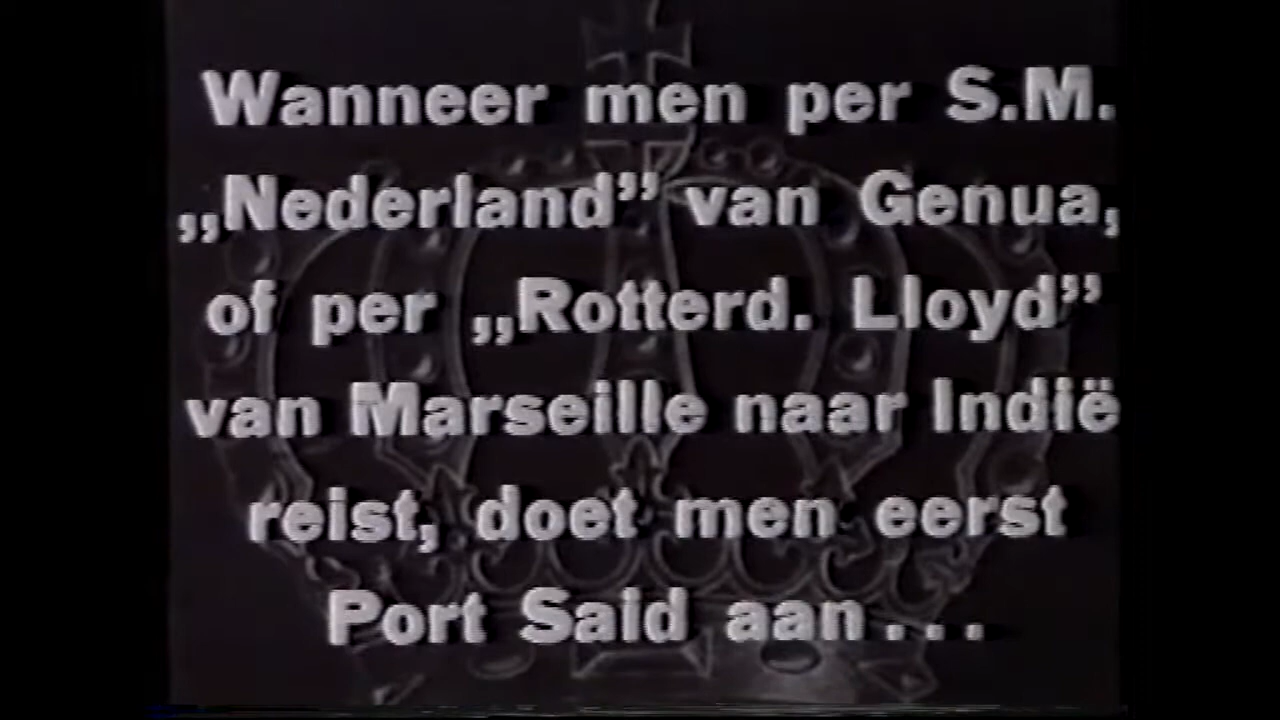 Wanneer men per S.M.
„Nederland” van Genua,
of per „Rotterd. Lloyd”
van Marseille naar Indië
reist, doet men eerst
Port Said aan...